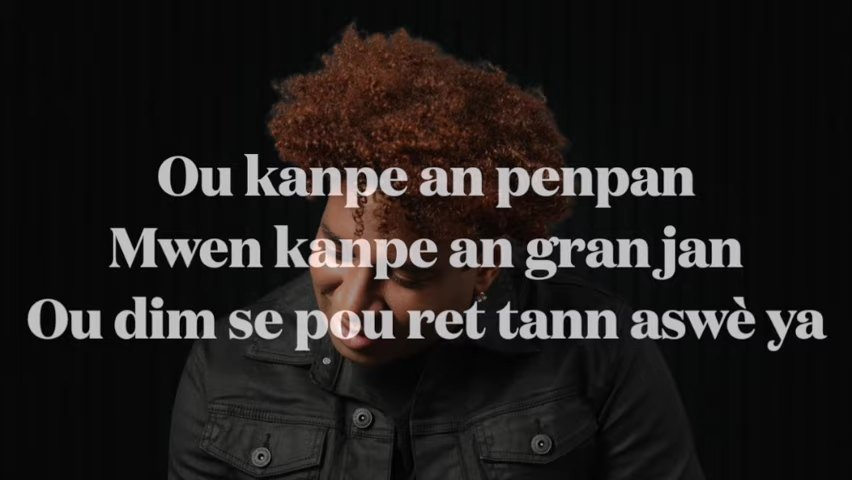 Ou kanpe an penpan
Mwen kanpe an gran jan
Ou dim se pou ret tann aswè ya